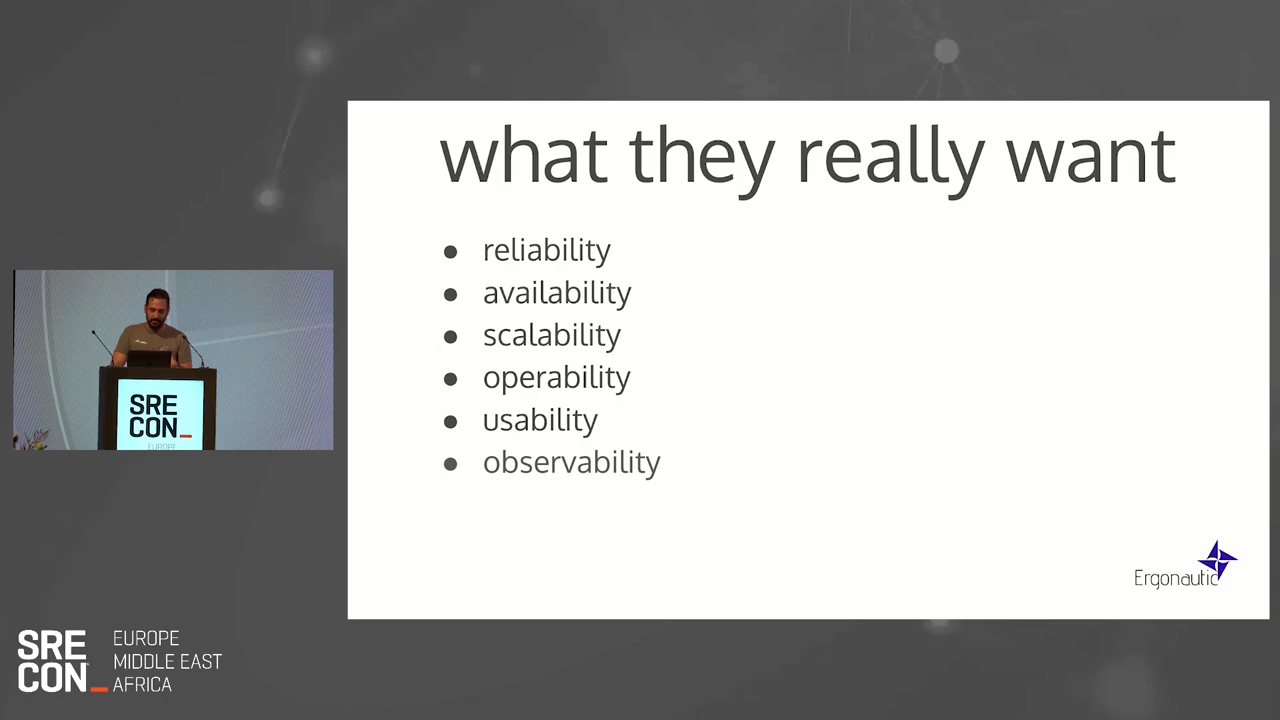 what they really want
● reliability
● availability
● scalability
● operability
● usability
● observability
Ergonautic
SRE
CON_
EUROPE
SRE
CON_
EUROPE
MIDDLE EAST
AFRICA